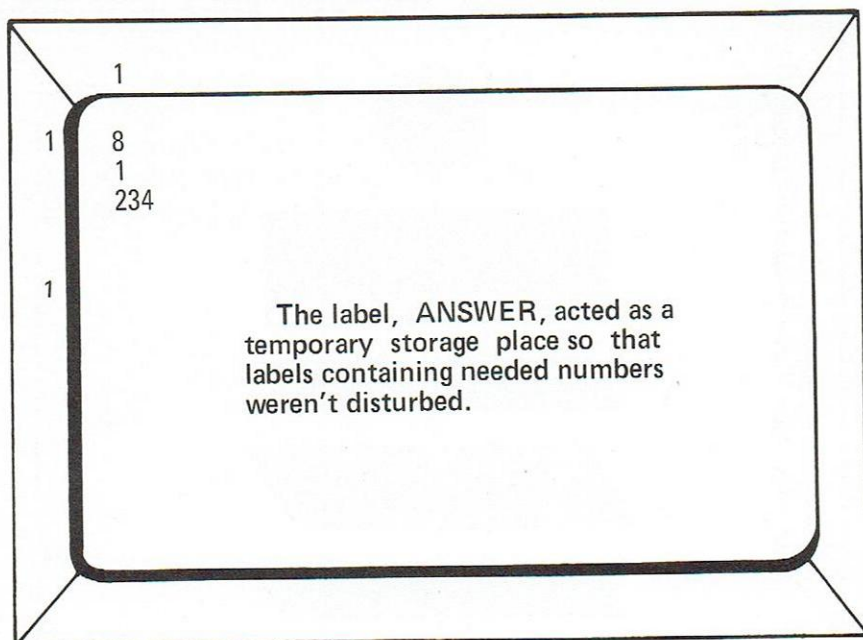 1
1 8
1
234
1
The label, ANSWER, acted as a
temporary storage place so that
labels containing needed numbers
weren't disturbed.